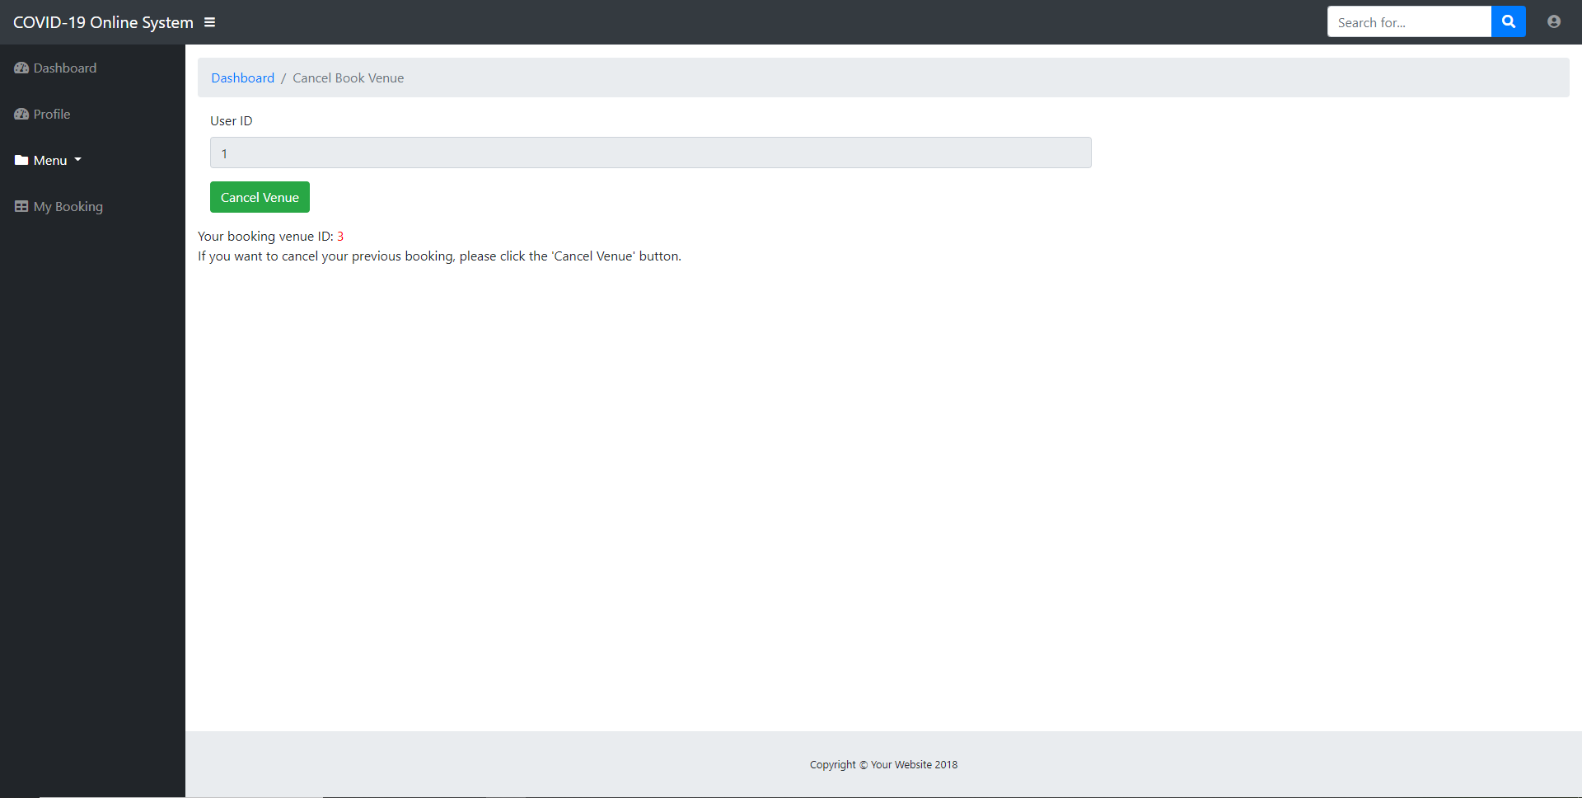 COVID-19 Online System
Search for...
Dashboard
Profile
Menu
My Booking
Dashboard / Cancel Book Venue
User ID
1
Cancel Venue
Your booking venue ID: 3
If you want to cancel your previous booking, please click the 'Cancel Venue' button.
Copyright © Your Website 2018